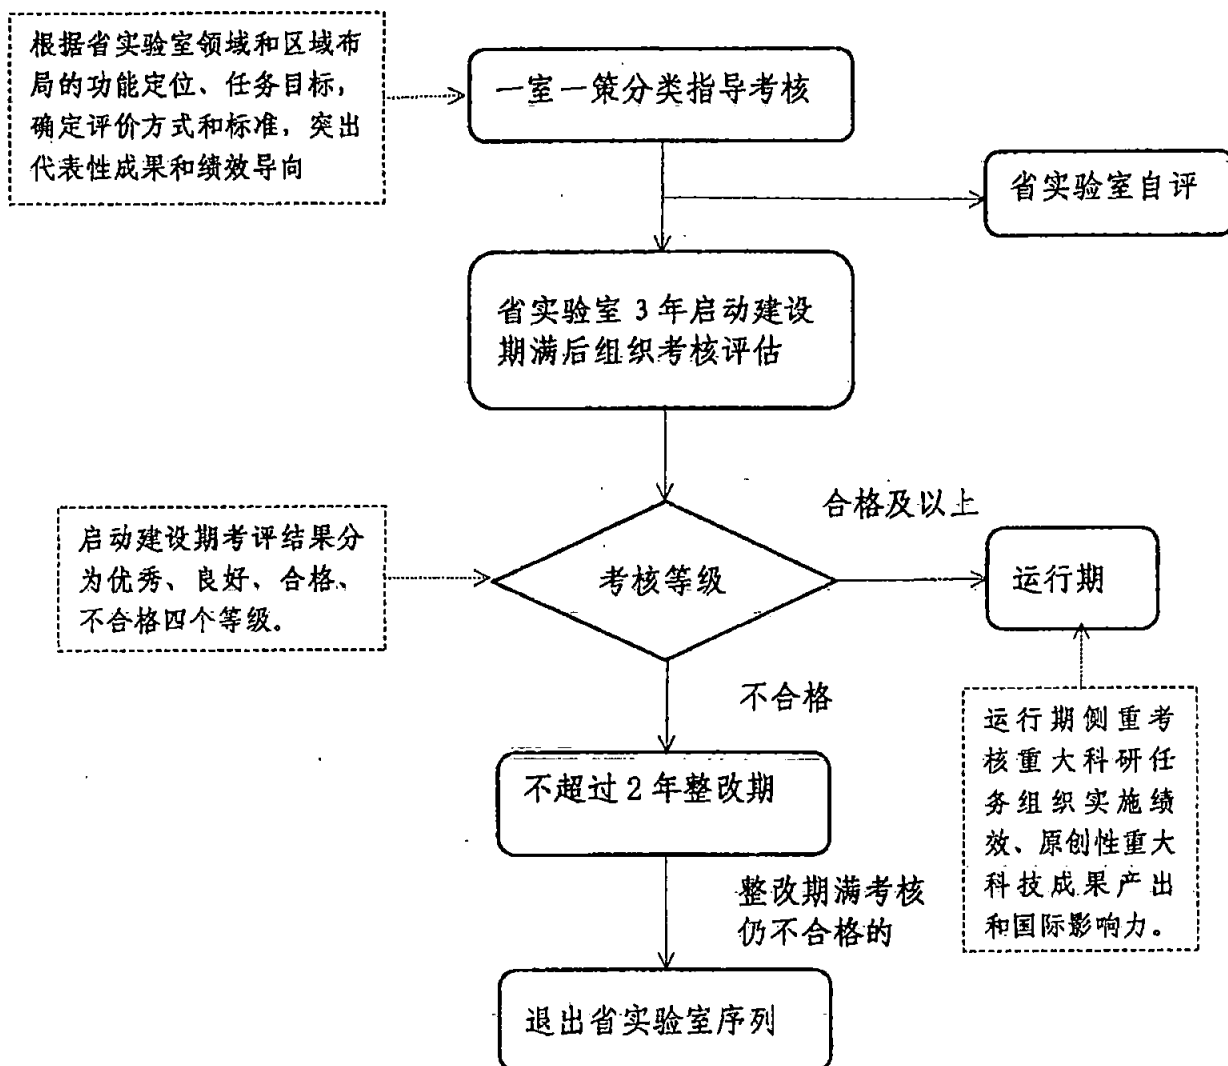 根据省实验室领域和区域布
局的功能定位、任务目标，
确定评价方式和标准，突出
代表性成果和绩效导向
一室一策分类指导考核
省实验室自评
省实验室 3 年启动建设
期满后组织考核评估
启动建设期考评结果分
为优秀、良好、合格、
不合格四个等级。
考核等级
合格及以上
运行期
不合格
运行期侧重考
核重大科研任
务组织实施绩
效、原创性重大
科技成果产出
和国际影响力。
不超过 2 年整改期
整改期满考核
仍不合格的
退出省实验室序列